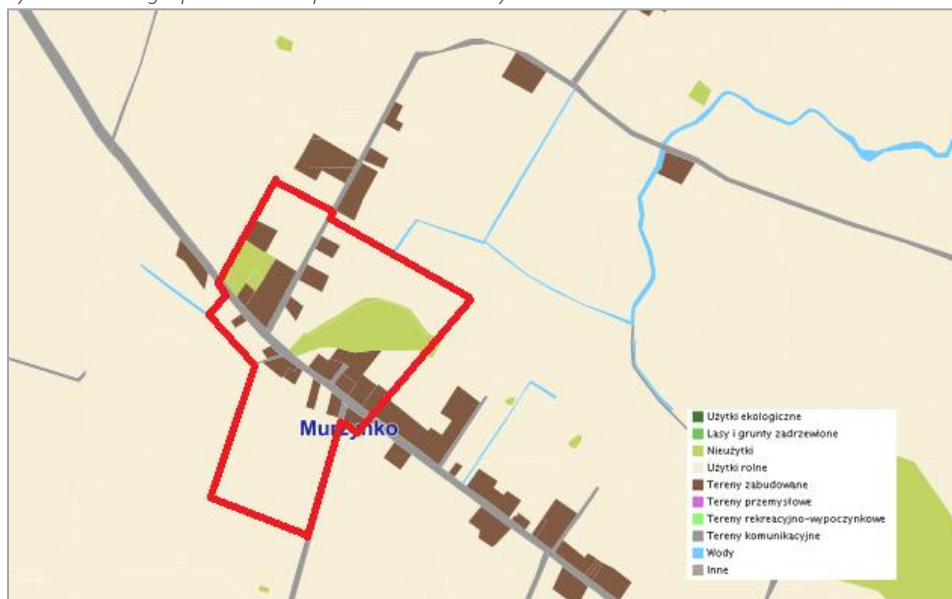 Murzynko
Użytki ekologiczne
Lasy i grunty zadrzewione
Nieużytki
Użytki rolne
Tereny zabudowane
Tereny przemysłowe
Tereny rekreacyjno-wypoczynkowe
Tereny komunikacyjne
Wody
Inne